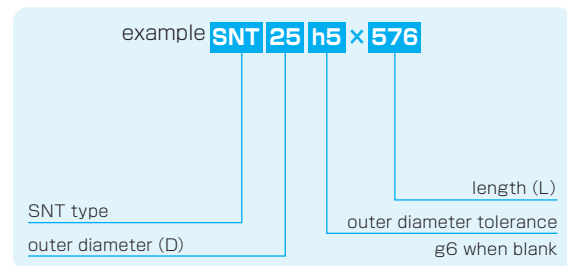 example SNT 25 h5 × 576
length (L)
SNT type
outer diameter tolerance
outer diameter (D)
g6 when blank